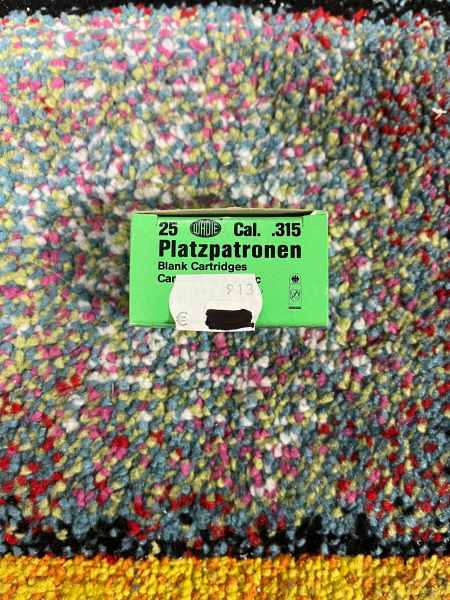 25 WADIE Cal. .315
Platzpatronen
Blank Cartridges
913
€